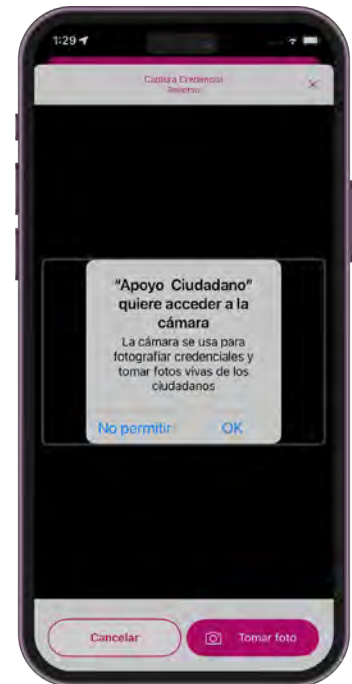 1:29
Captura Credencial
Reverso
“Apoyo Ciudadano”
quiere acceder a la
cámara
La cámara se usa para
fotografiar credenciales y
tomar fotos vivas de los
ciudadanos
No permitir OK
Cancelar Tomar foto